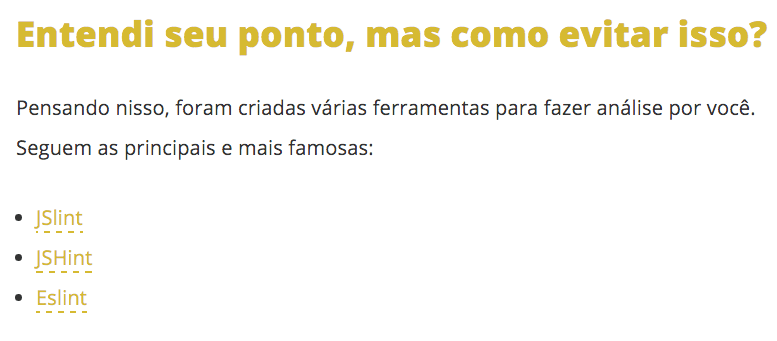 Entendi seu ponto, mas como evitar isso?
Pensando nisso, foram criadas várias ferramentas para fazer análise por você.
Seguem as principais e mais famosas:
JSlint
JSHint
Eslint